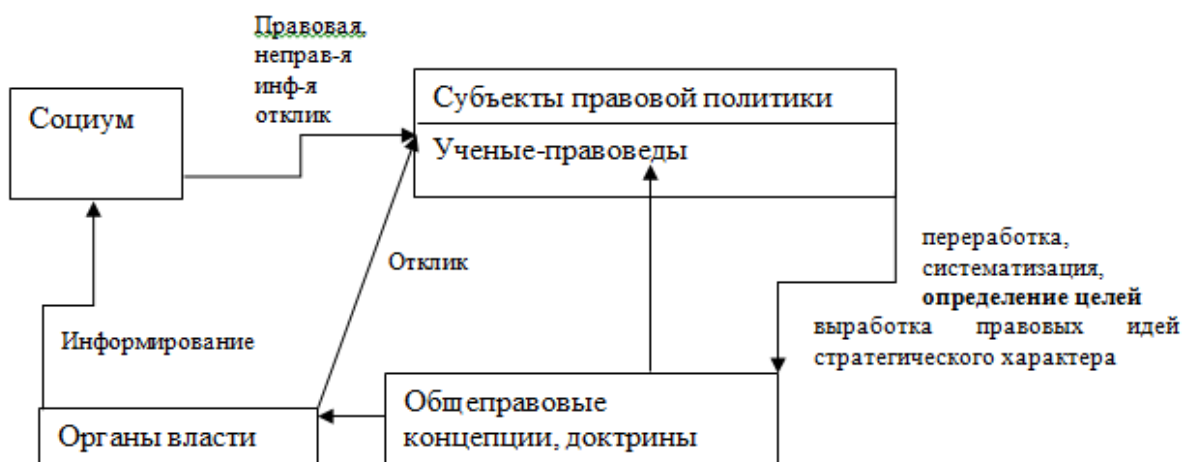 Правовая,
неправ-я
инф-я
отклик
Социум
Субъекты правовой политики
Ученые-правоведы
переработка,
систематизация,
определение целей
выработка правовых идей
стратегического характера
Отклик
Информирование
Общеправовые
концепции, доктрины
Органы власти